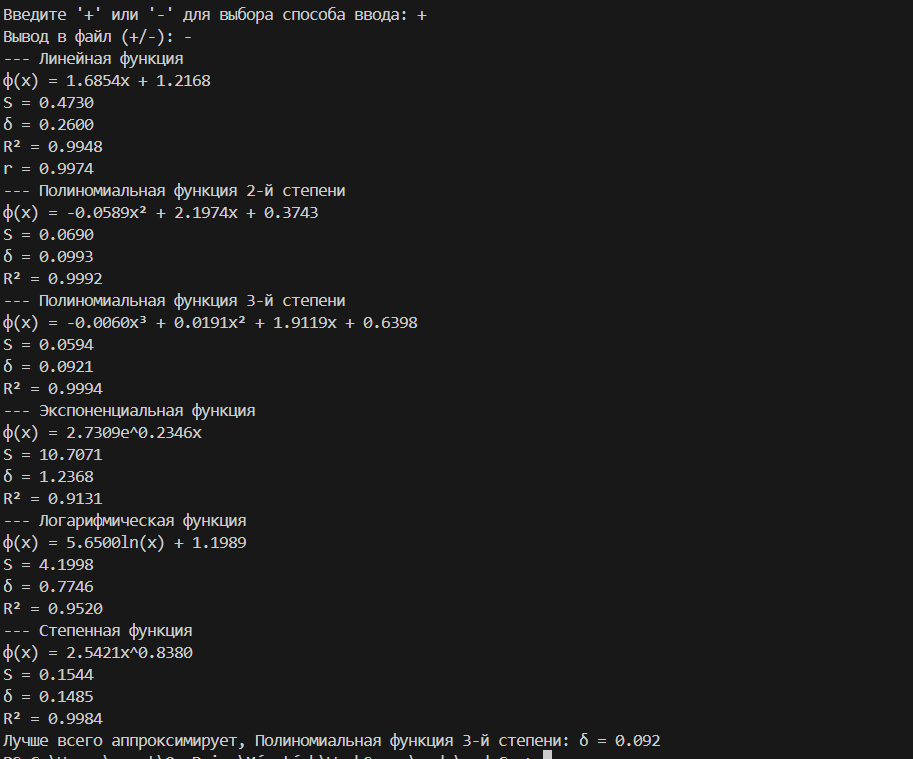 Введите '+' или '-' для выбора способа ввода: +
Вывод в файл (+/-): -
--- Линейная функция
ϕ(x) = 1.6854x + 1.2168
S = 0.4730
δ = 0.2600
R² = 0.9948
r = 0.9974
--- Полиномиальная функция 2-й степени
ϕ(x) = -0.0589x² + 2.1974x + 0.3743
S = 0.0690
δ = 0.0993
R² = 0.9992
--- Полиномиальная функция 3-й степени
ϕ(x) = -0.0060x³ + 0.0191x² + 1.9119x + 0.6398
S = 0.0594
δ = 0.0921
R² = 0.9994
--- Экспоненциальная функция
ϕ(x) = 2.7309e^0.2346x
S = 10.7071
δ = 1.2368
R² = 0.9131
--- Логарифмическая функция
ϕ(x) = 5.6500ln(x) + 1.1989
S = 4.1998
δ = 0.7746
R² = 0.9520
--- Степенная функция
ϕ(x) = 2.5421x^0.8380
S = 0.1544
δ = 0.1485
R² = 0.9984
Лучше всего аппроксимирует, Полиномиальная функция 3-й степени: δ = 0.092